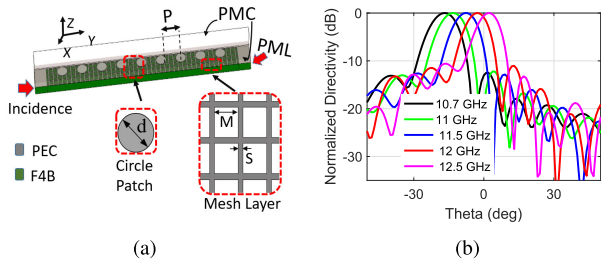 Z
Y
X
P
PMC
PML
Incidence
PEC
F4B
d
Circle
Patch
M
S
Mesh Layer
(a)
Normalized Directivity (dB)
0
-10
-20
-30
10.7 GHz
11 GHz
11.5 GHz
12 GHz
12.5 GHz
-30
0
30
Theta (deg)
(b)